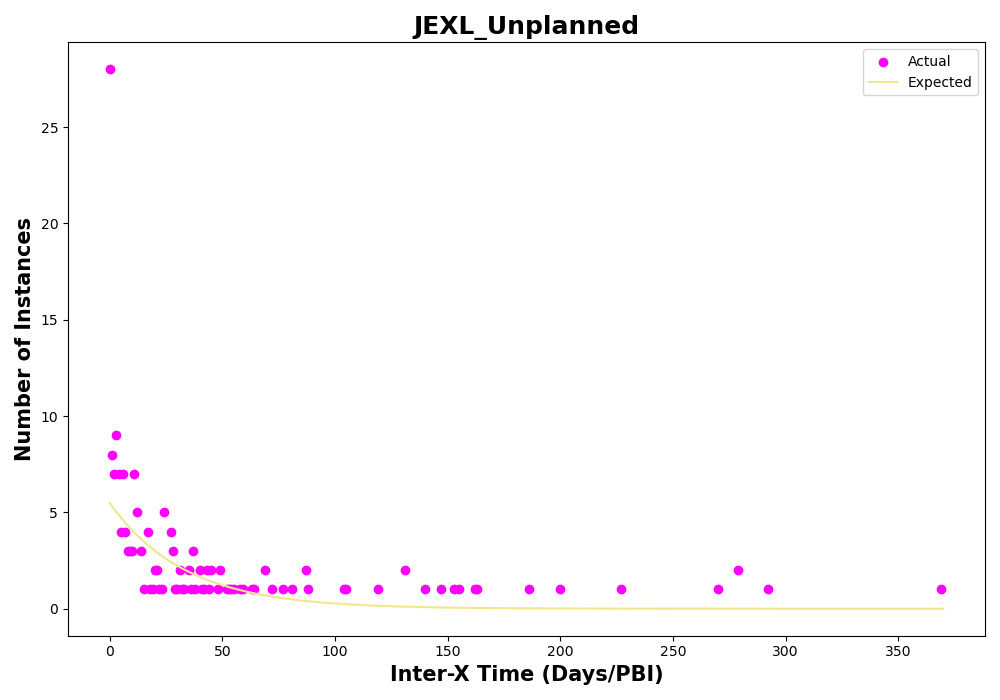 JEXL_Unplanned
Actual
Expected
25
20
15
10
5
0
Number of Instances
0 50 100 150 200 250 300 350
Inter-X Time (Days/PBI)